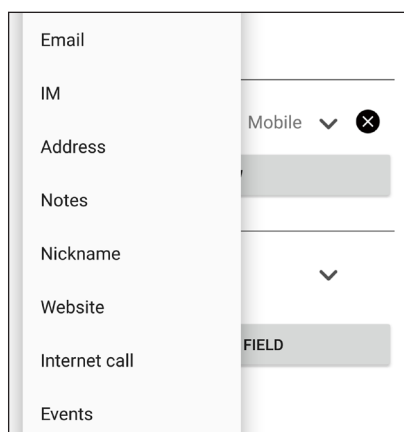 Email
IM
Mobile
Address
Notes
Nickname
Website
FIELD
Internet call
Events